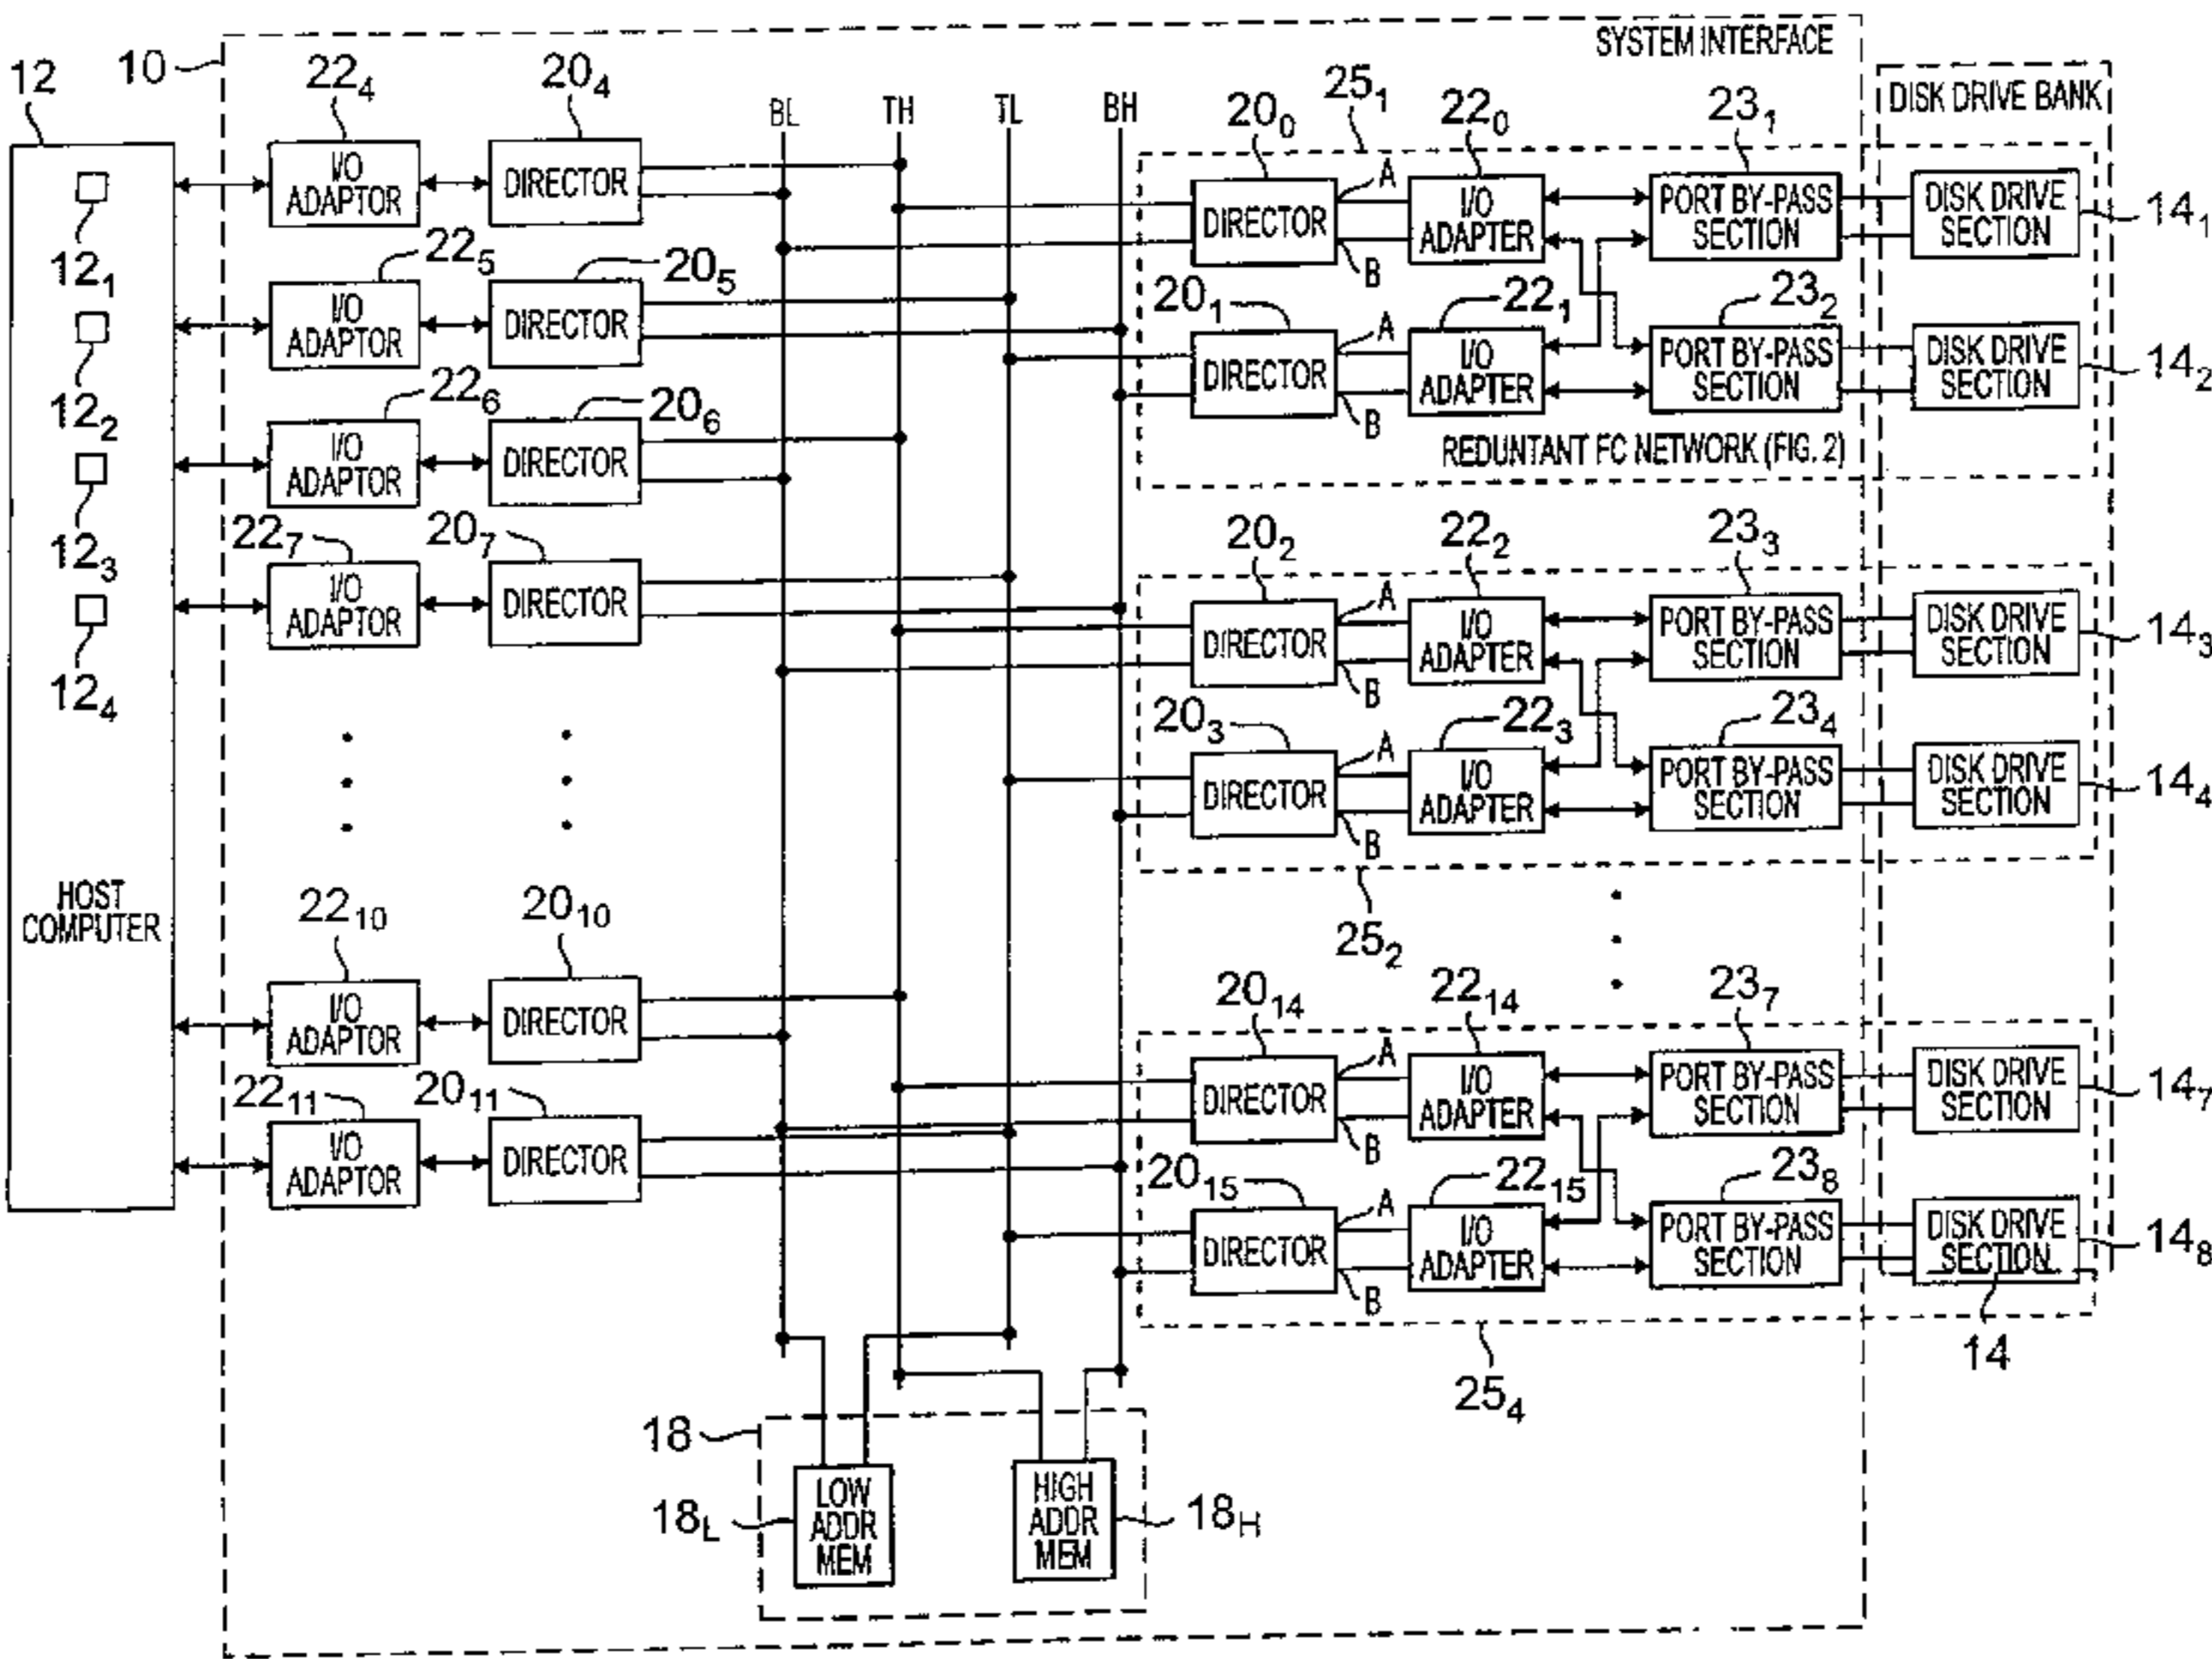 SYSTEM INTERFACE
DISK DRIVE BANK
12
10
22₄
20₄
BL
TH
TL
BH
25₁
20₀
22₀
23₁
I/O ADAPTOR
DIRECTOR
DIRECTOR
A
B
I/O ADAPTER
PORT BY-PASS SECTION
DISK DRIVE SECTION
14₁
12₁
22₅
20₅
I/O ADAPTOR
DIRECTOR
20₁
22₁
23₂
DIRECTOR
A
B
I/O ADAPTER
PORT BY-PASS SECTION
DISK DRIVE SECTION
14₂
12₂
22₆
20₆
I/O ADAPTOR
DIRECTOR
REDUNTANT FC NETWORK (FIG. 2)
12₃
22₇
20₇
I/O ADAPTOR
DIRECTOR
12₄
20₂
22₂
23₃
DIRECTOR
A
B
I/O ADAPTER
PORT BY-PASS SECTION
DISK DRIVE SECTION
14₃
20₃
22₃
23₄
DIRECTOR
A
B
I/O ADAPTER
PORT BY-PASS SECTION
DISK DRIVE SECTION
14₄
25₂
HOST COMPUTER
22₁₀
20₁₀
I/O ADAPTOR
DIRECTOR
20₁₄
22₁₄
23₇
DIRECTOR
A
B
I/O ADAPTER
PORT BY-PASS SECTION
DISK DRIVE SECTION
14₇
22₁₁
20₁₁
I/O ADAPTOR
DIRECTOR
20₁₅
22₁₅
23₈
DIRECTOR
A
B
I/O ADAPTER
PORT BY-PASS SECTION
DISK DRIVE SECTION
14₈
14
25₄
18
18L
LOW ADDR MEM
HIGH ADDR MEM
18H